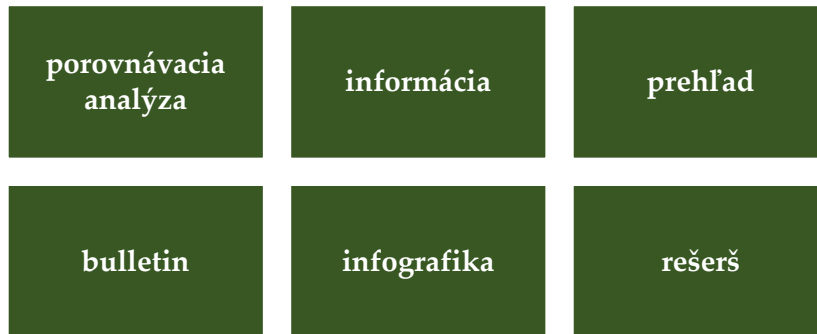 porovnávacia
analýza
informácia
prehľad
bulletin
infografika
rešerš